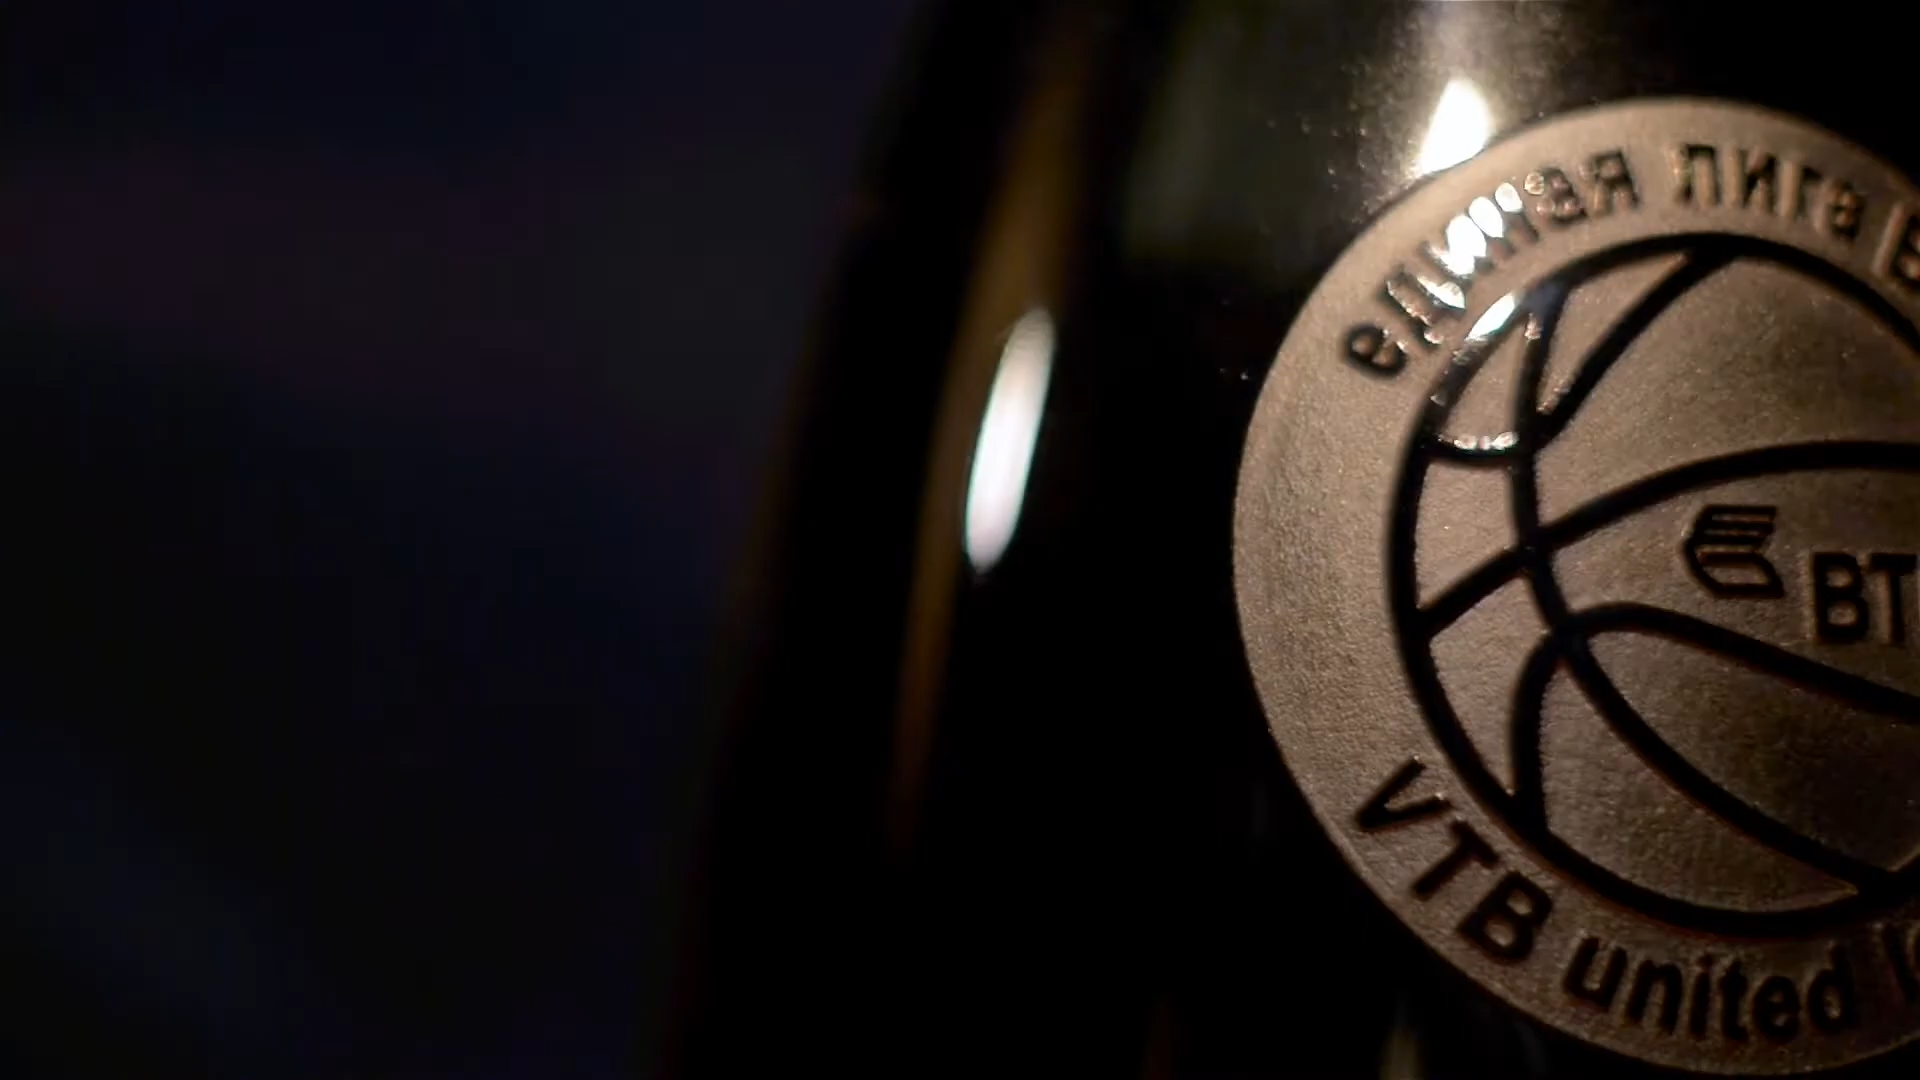 единая лига В
ВТ
VTB united l